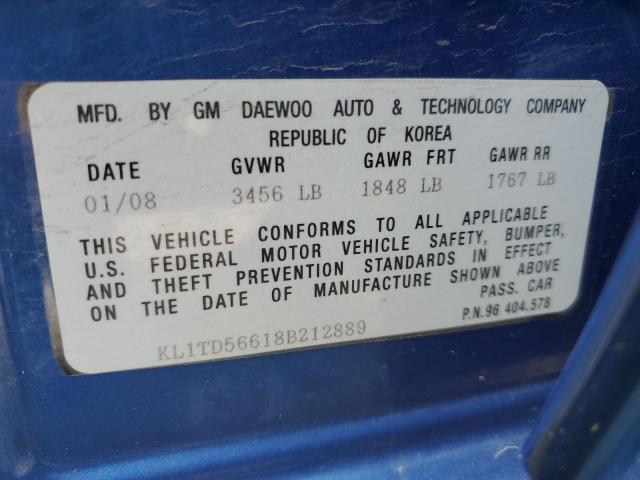 MFD. BY GM DAEWOO AUTO & TECHNOLOGY COMPANY
REPUBLIC OF KOREA
DATE GVWR GAWR FRT GAWR RR
01/08 3456 LB 1848 LB 1767 LB
THIS VEHICLE CONFORMS TO ALL APPLICABLE
U.S. FEDERAL MOTOR VEHICLE SAFETY, BUMPER,
AND THEFT PREVENTION STANDARDS IN EFFECT
ON THE DATE OF MANUFACTURE SHOWN ABOVE
PASS. CAR
P.N.96 404.578
KL1TD56618B212889